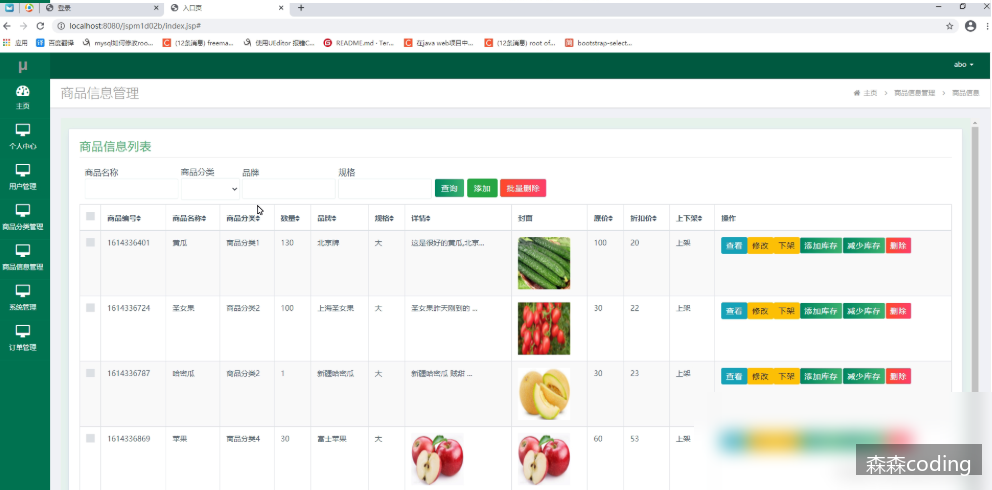 登录
入口页
localhost:8080/jspm1d02b/index.jsp#
应用
百度翻译
mysql如何修改roo...
(12条消息) freema...
使用UEditor 报错C...
README.md · Ter...
在java web项目中...
(12条消息) root of...
bootstrap-select...
μ
abo
主页
个人中心
用户管理
商品分类管理
商品信息管理
系统管理
订单管理
商品信息管理
主页 > 商品信息管理 > 商品信息
商品信息列表
商品名称 商品分类 品牌 规格
查询 添加 批量删除
商品编号 商品名称 商品分类 数量 品牌 规格 详情 封面 原价 折扣价 上下架 操作
1614336401 黄瓜 商品分类1 130 北京牌 大 这是很好的黄瓜,北京... 100 20 上架 查看 修改 下架 添加库存 减少库存 删除
1614336724 圣女果 商品分类2 100 上海圣女果 大 圣女果昨天刚到的 ... 30 22 上架 查看 修改 下架 添加库存 减少库存 删除
1614336787 哈密瓜 商品分类2 1 新疆哈密瓜 大 新疆哈密瓜 贼甜 ... 30 23 上架 查看 修改 下架 添加库存 减少库存 删除
1614336869 苹果 商品分类4 30 富士苹果 大 60 53 上架
森森coding